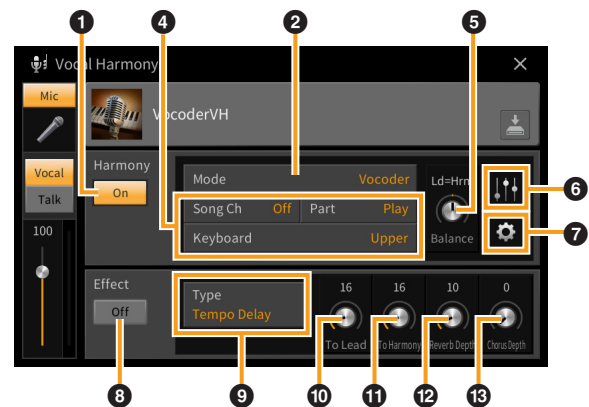 1 4 2 5
Vocal Harmony
Mic
VocoderVH
Harmony
On
Vocal
Talk
Mode Vocoder
Song Ch Off Part Play
Keyboard Upper
Ld=Hrm
Balance
6
7
100
Effect
Off
Type
Tempo Delay
16 16 10 0
To Lead To Harmony Reverb Depth Chorus Depth
8 9 10 11 12 13